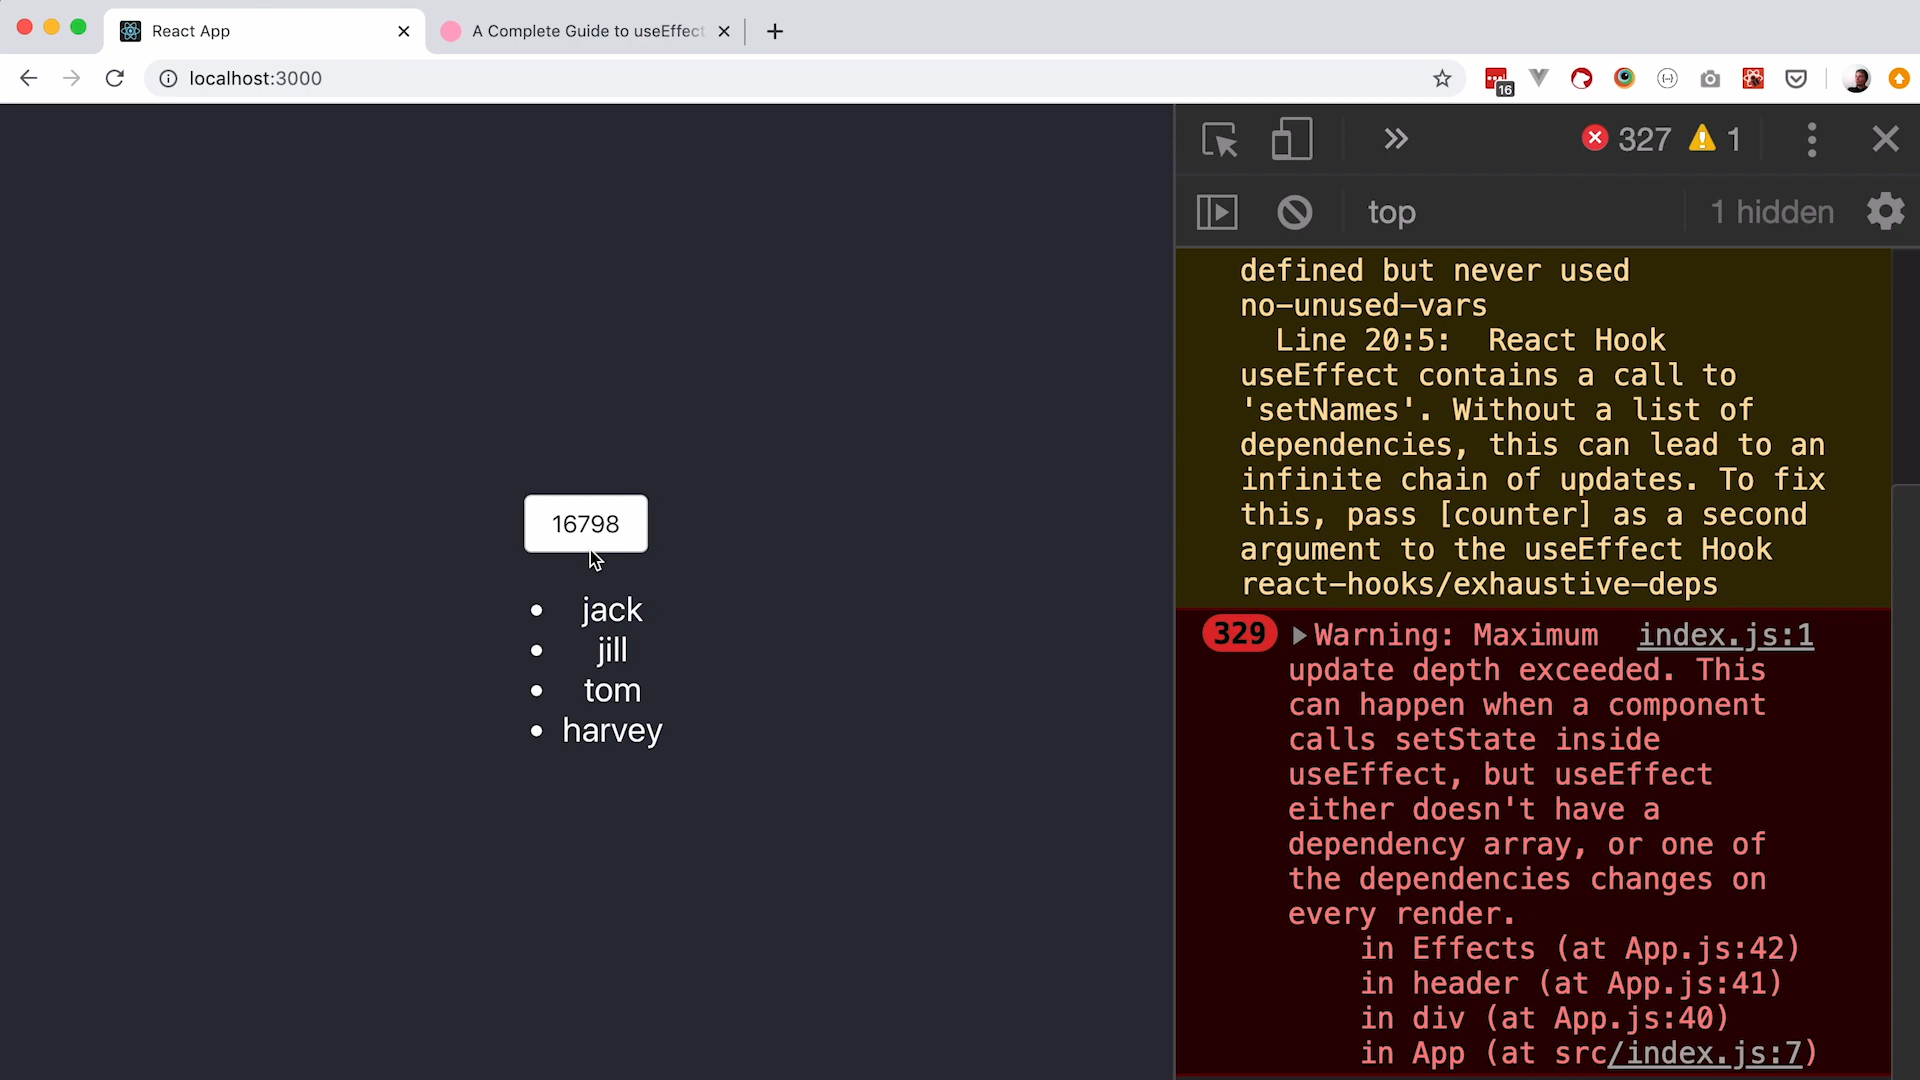 React App
A Complete Guide to useEffect
localhost:3000
16
327
1
top
1 hidden
defined but never used
no-unused-vars
Line 20:5:  React Hook
useEffect contains a call to
'setNames'. Without a list of
dependencies, this can lead to an
infinite chain of updates. To fix
this, pass [counter] as a second
argument to the useEffect Hook
react-hooks/exhaustive-deps
329
Warning: Maximum index.js:1
update depth exceeded. This
can happen when a component
calls setState inside
useEffect, but useEffect
either doesn't have a
dependency array, or one of
the dependencies changes on
every render.
in Effects (at App.js:42)
in header (at App.js:41)
in div (at App.js:40)
in App (at src/index.js:7)
16798
jack
jill
tom
harvey